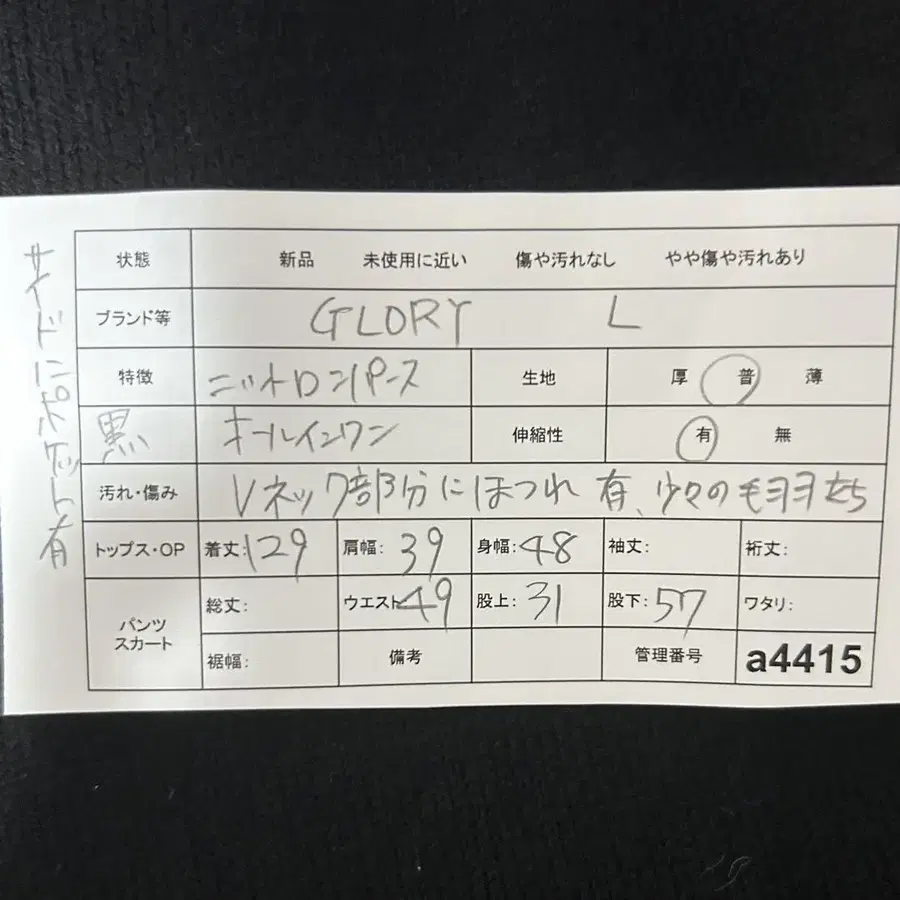 サイドにポケット有
状態 新品 未使用に近い 傷や汚れなし やや傷や汚れあり
ブランド等 GLORY L
特徴 ニットロンパース 生地 厚 普 薄
黒 オールインワン 伸縮性 有 無
汚れ・傷み Vネック部分にほつれ有、少々の毛ヨヨ立ち
トップス・OP 着丈:129 肩幅:39 身幅:48 袖丈: 裄丈:
パンツ スカート 総丈: ウエスト49 股上:31 股下:57 ワタリ:
裾幅: 備考 管理番号 a4415